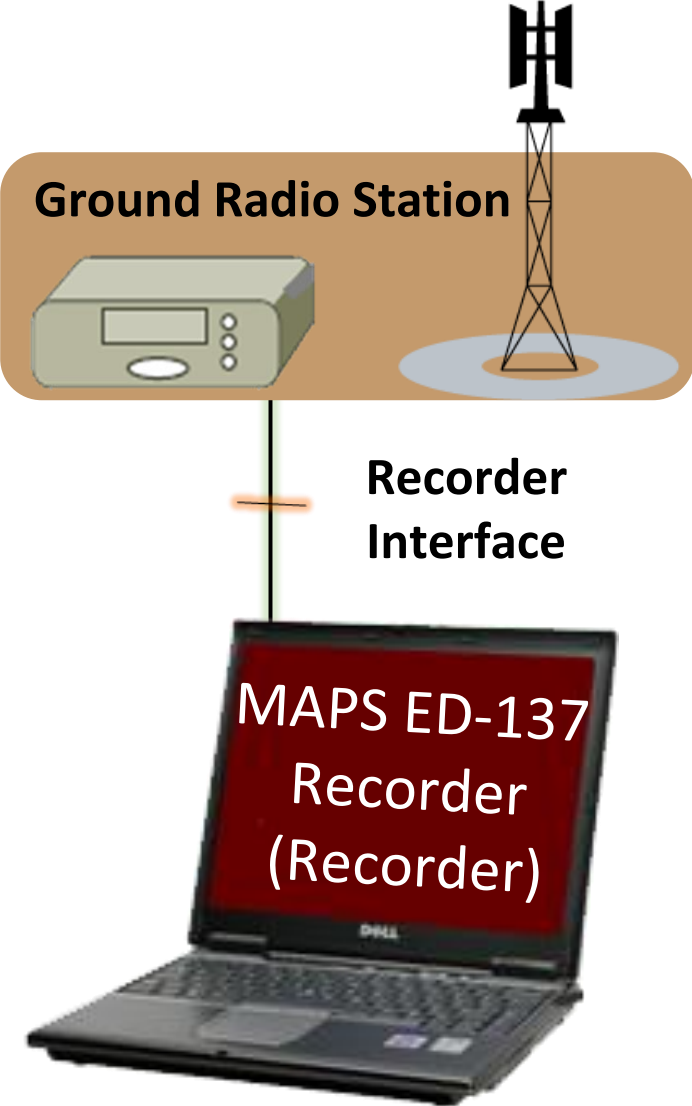 Ground Radio Station
Recorder
Interface
MAPS ED-137
Recorder
(Recorder)
DELL